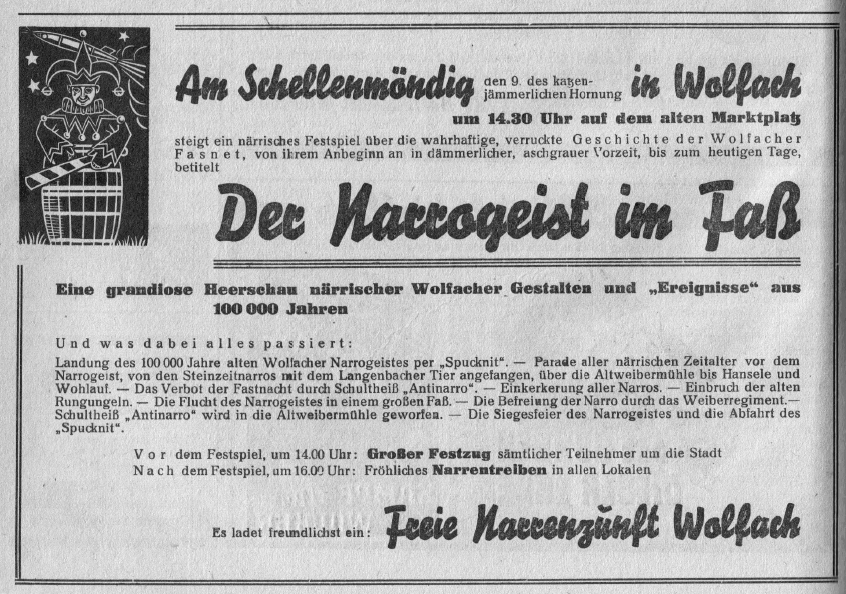 Am Schellenmöndig den 9. des katzen-jämmerlichen Hornung in Wolfach
um 14.30 Uhr auf dem alten Marktplatz
steigt ein närrisches Festspiel über die wahrhaftige, verruckte Geschichte der Wolfacher
Fasnet, von ihrem Anbeginn an in dämmerlicher, aschgrauer Vorzeit, bis zum heutigen Tage,
betitelt
Der Narrogeist im Faß
Eine grandiose Heerschau närrischer Wolfacher Gestalten und „Ereignisse“ aus
100 000 Jahren
Und was dabei alles passiert:
Landung des 100 000 Jahre alten Wolfacher Narrogeistes per „Spucknit“. — Parade aller närrischen Zeitalter vor dem
Narrogeist, von den Steinzeitnarros mit dem Langenbacher Tier angefangen, über die Altweibermühle bis Hansele und
Wohlauf. — Das Verbot der Fastnacht durch Schultheiß „Antinarro“. — Einkerkerung aller Narros. — Einbruch der alten
Rungungeln. — Die Flucht des Narrogeistes in einem großen Faß. — Die Befreiung der Narro durch das Weiberregiment.—
Schultheiß „Antinarro“ wird in die Altweibermühle geworfen. — Die Siegesfeier des Narrogeistes und die Abfahrt des
„Spucknit“.
Vor dem Festspiel, um 14.00 Uhr: Großer Festzug sämtlicher Teilnehmer um die Stadt
Nach dem Festspiel, um 16.00 Uhr: Fröhliches Narrentreiben in allen Lokalen
Es ladet freundlichst ein: Freie Narrenzunft Wolfach